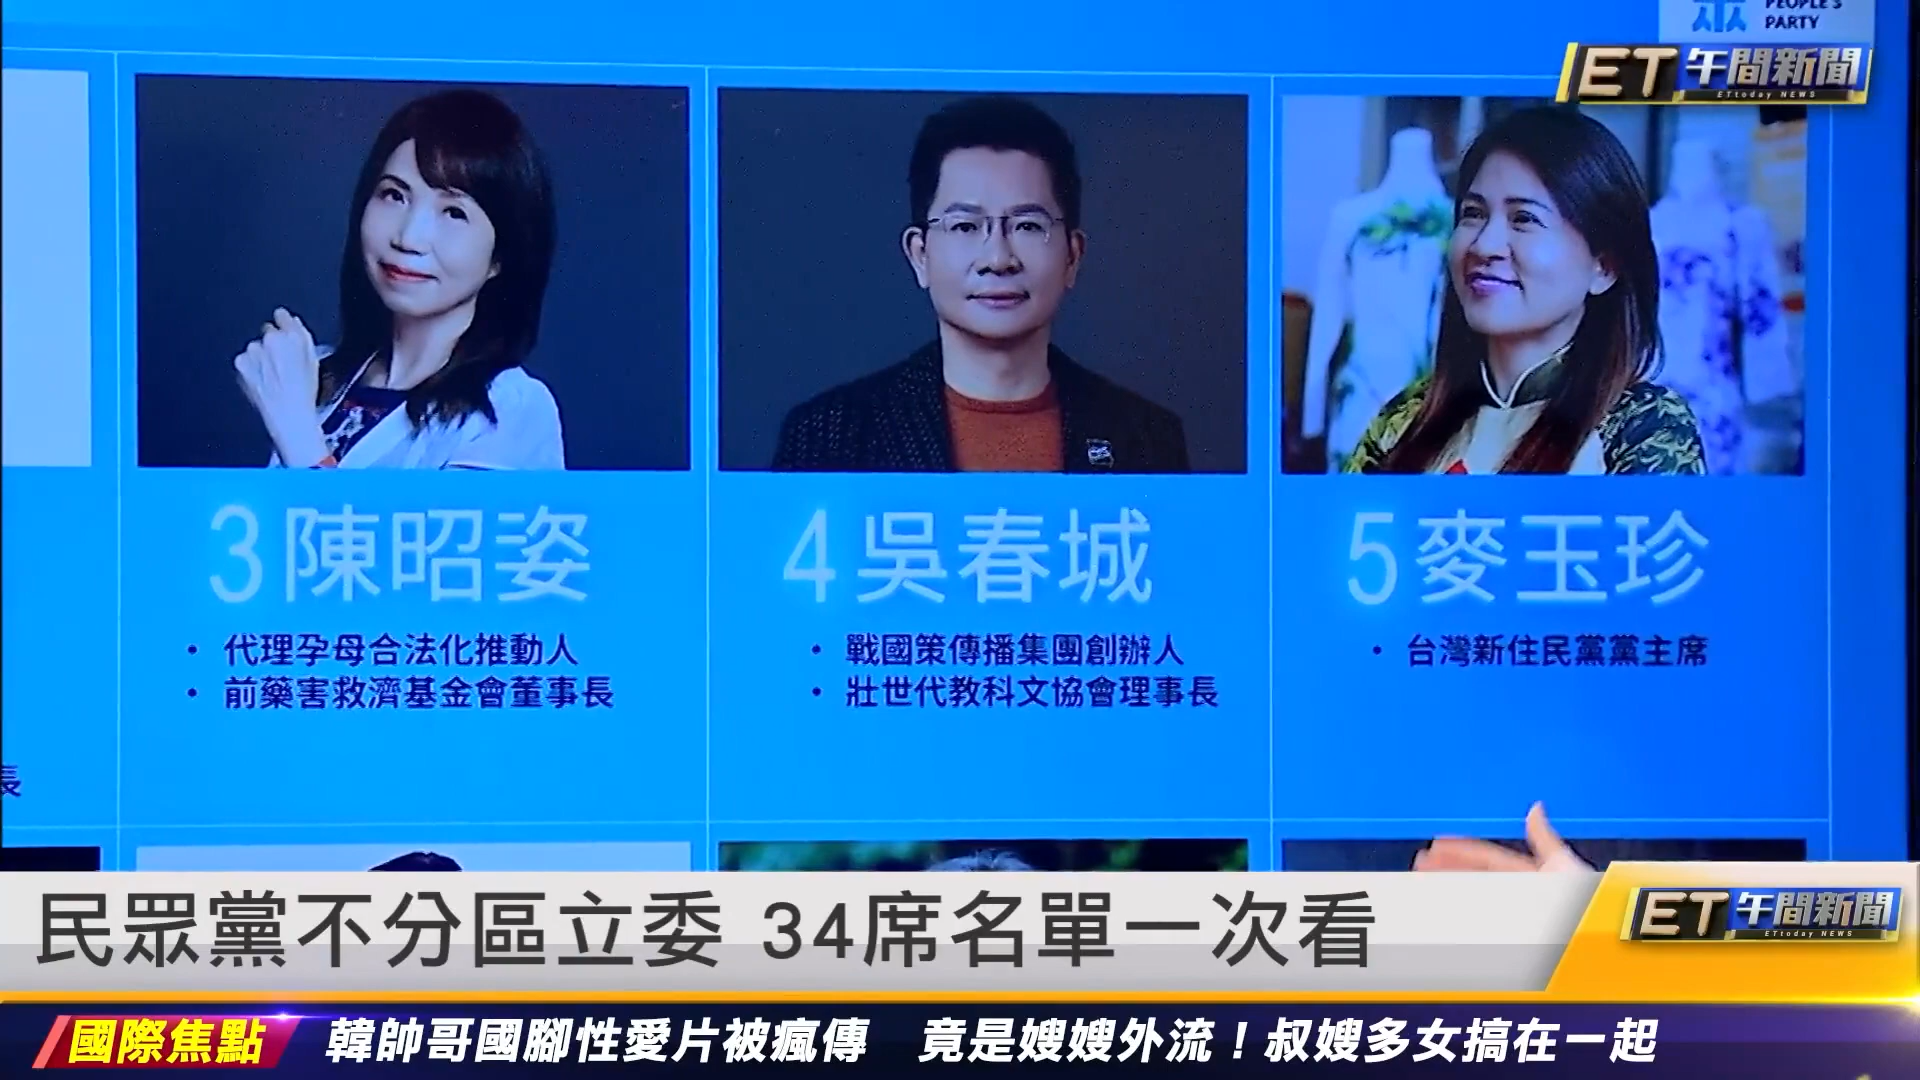 PEOPLE'S
PARTY
ET午間新聞
ETtoday NEWS
3陳昭姿
• 代理孕母合法化推動人
• 前藥害救濟基金會董事長
4吳春城
• 戰國策傳播集團創辦人
• 壯世代教科文協會理事長
5麥玉珍
• 台灣新住民黨黨主席
長
民眾黨不分區立委 34席名單一次看
ET午間新聞
ETtoday NEWS
國際焦點
韓帥哥國腳性愛片被瘋傳 竟是嫂嫂外流！叔嫂多女搞在一起